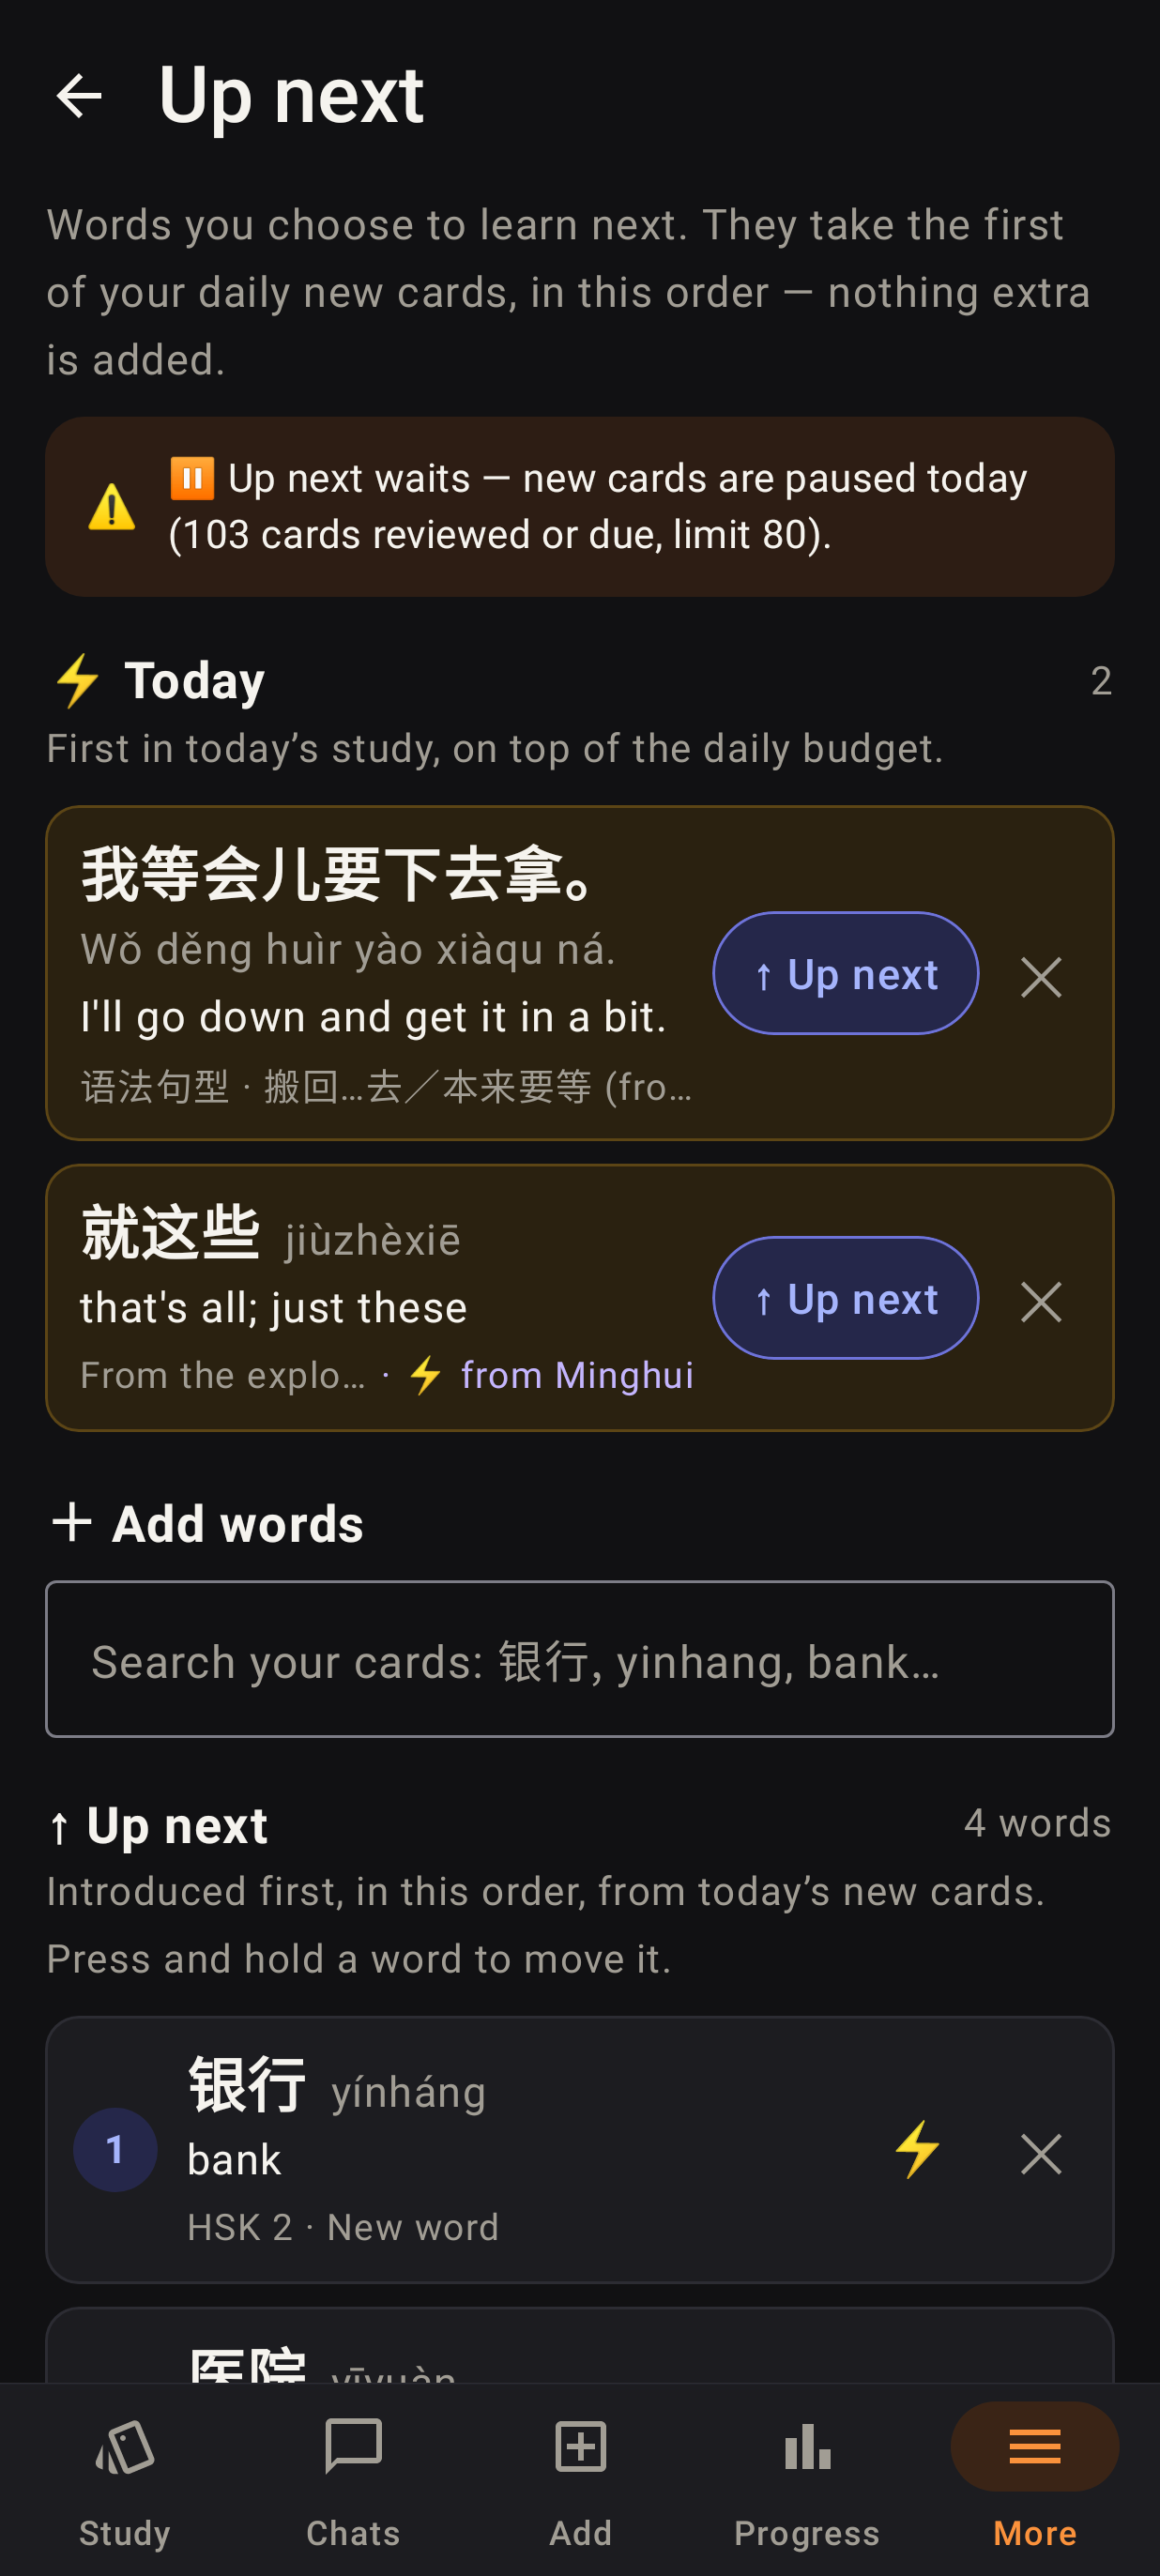 Up next
Words you choose to learn next. They take the first
of your daily new cards, in this order — nothing extra
is added.
⚠️ ⏸️ Up next waits — new cards are paused today
(103 cards reviewed or due, limit 80).
⚡ Today 2
First in today’s study, on top of the daily budget.
我等会儿要下去拿。
Wǒ děng huìr yào xiàqu ná.
I'll go down and get it in a bit.
语法句型 · 搬回…去／本来要等 (fro…
↑ Up next
就这些 jiùzhèxiē
that's all; just these
From the explo… · ⚡ from Minghui
↑ Up next
+ Add words
Search your cards: 银行, yinhang, bank…
↑ Up next 4 words
Introduced first, in this order, from today’s new cards.
Press and hold a word to move it.
1
银行 yínháng
bank
HSK 2 · New word
医院 yīyuàn
Study Chats Add Progress More